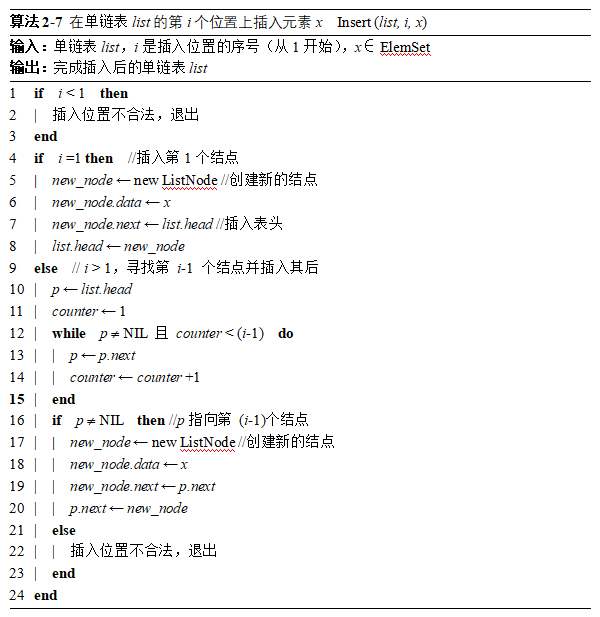 算法 2-7 在单链表 list 的第 i 个位置上插入元素 x Insert (list, i, x)
输入：单链表 list，i 是插入位置的序号（从 1 开始），x∈ ElemSet
输出：完成插入后的单链表 list
1 if i < 1 then
2 | 插入位置不合法，退出
3 end
4 if i =1 then //插入第 1 个结点
5 | new_node ← new ListNode //创建新的结点
6 | new_node.data ← x
7 | new_node.next ← list.head //插入表头
8 | list.head ← new_node
9 else // i > 1，寻找第 i-1 个结点并插入其后
10 | p ← list.head
11 | counter ← 1
12 | while p ≠ NIL 且 counter < (i-1) do
13 | | p ← p.next
14 | | counter ← counter +1
15 | end
16 | if p ≠ NIL then //p 指向第 (i-1)个结点
17 | | new_node ← new ListNode //创建新的结点
18 | | new_node.data ← x
19 | | new_node.next ← p.next
20 | | p.next ← new_node
21 | else
22 | | 插入位置不合法，退出
23 | end
24 end